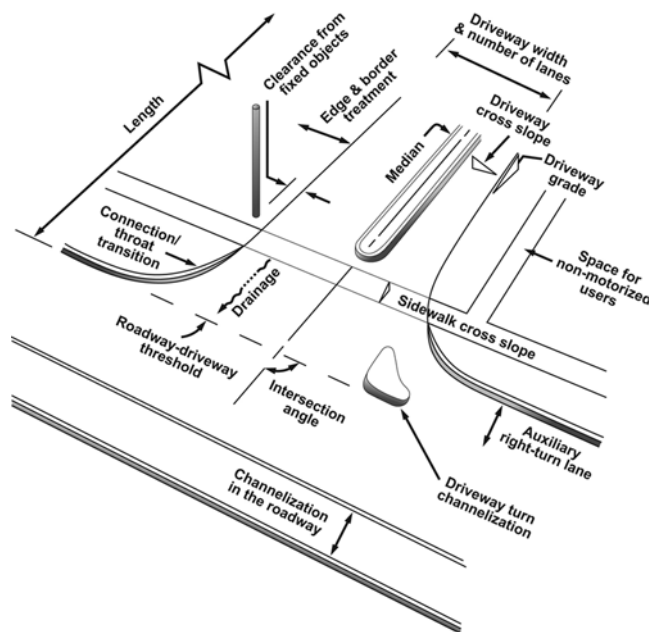 Driveway width
& number of lanes
Clearance from
fixed objects
Edge & border
treatment
Length
Driveway
cross slope
Driveway
grade
Median
Connection/
throat
transition
Drainage
Space for
non-motorized
users
Sidewalk cross slope
Roadway-driveway
threshold
Intersection
angle
Auxiliary
right-turn lane
Driveway turn
channelization
Channelization
in the roadway